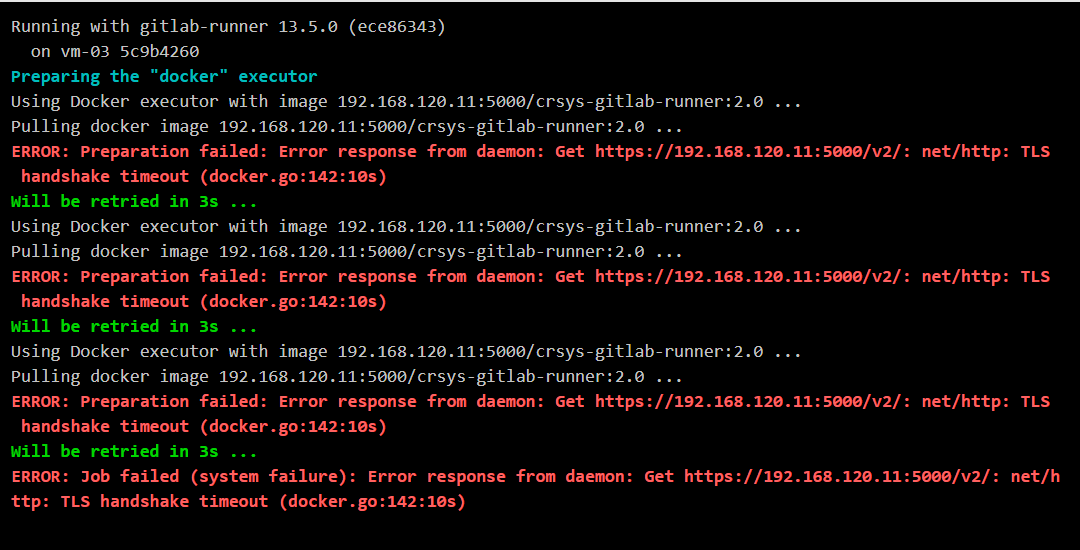 Running with gitlab-runner 13.5.0 (ece86343)
on vm-03 5c9b4260
Preparing the "docker" executor
Using Docker executor with image 192.168.120.11:5000/crsys-gitlab-runner:2.0 ...
Pulling docker image 192.168.120.11:5000/crsys-gitlab-runner:2.0 ...
ERROR: Preparation failed: Error response from daemon: Get https://192.168.120.11:5000/v2/: net/http: TLS
handshake timeout (docker.go:142:10s)
Will be retried in 3s ...
Using Docker executor with image 192.168.120.11:5000/crsys-gitlab-runner:2.0 ...
Pulling docker image 192.168.120.11:5000/crsys-gitlab-runner:2.0 ...
ERROR: Preparation failed: Error response from daemon: Get https://192.168.120.11:5000/v2/: net/http: TLS
handshake timeout (docker.go:142:10s)
Will be retried in 3s ...
Using Docker executor with image 192.168.120.11:5000/crsys-gitlab-runner:2.0 ...
Pulling docker image 192.168.120.11:5000/crsys-gitlab-runner:2.0 ...
ERROR: Preparation failed: Error response from daemon: Get https://192.168.120.11:5000/v2/: net/http: TLS
handshake timeout (docker.go:142:10s)
Will be retried in 3s ...
ERROR: Job failed (system failure): Error response from daemon: Get https://192.168.120.11:5000/v2/: net/h
ttp: TLS handshake timeout (docker.go:142:10s)